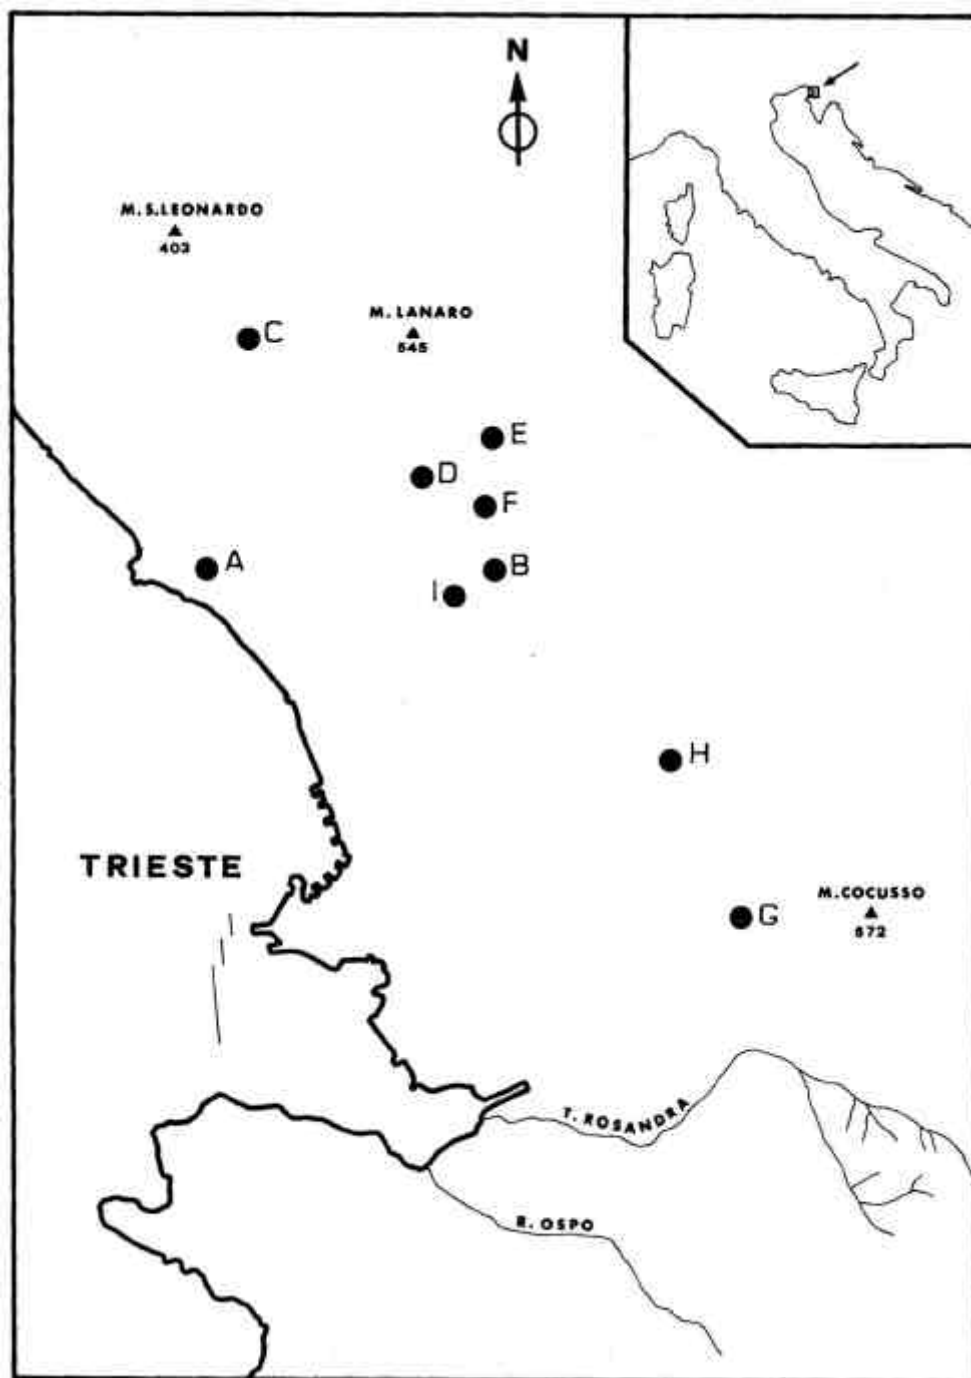 N
M.S.LEONARDO
403
M. LANARO
545
C
E
D
F
A
B
I
H
TRIESTE
M.COCUSSO
672
G
T. ROSANDRA
R. OSPO